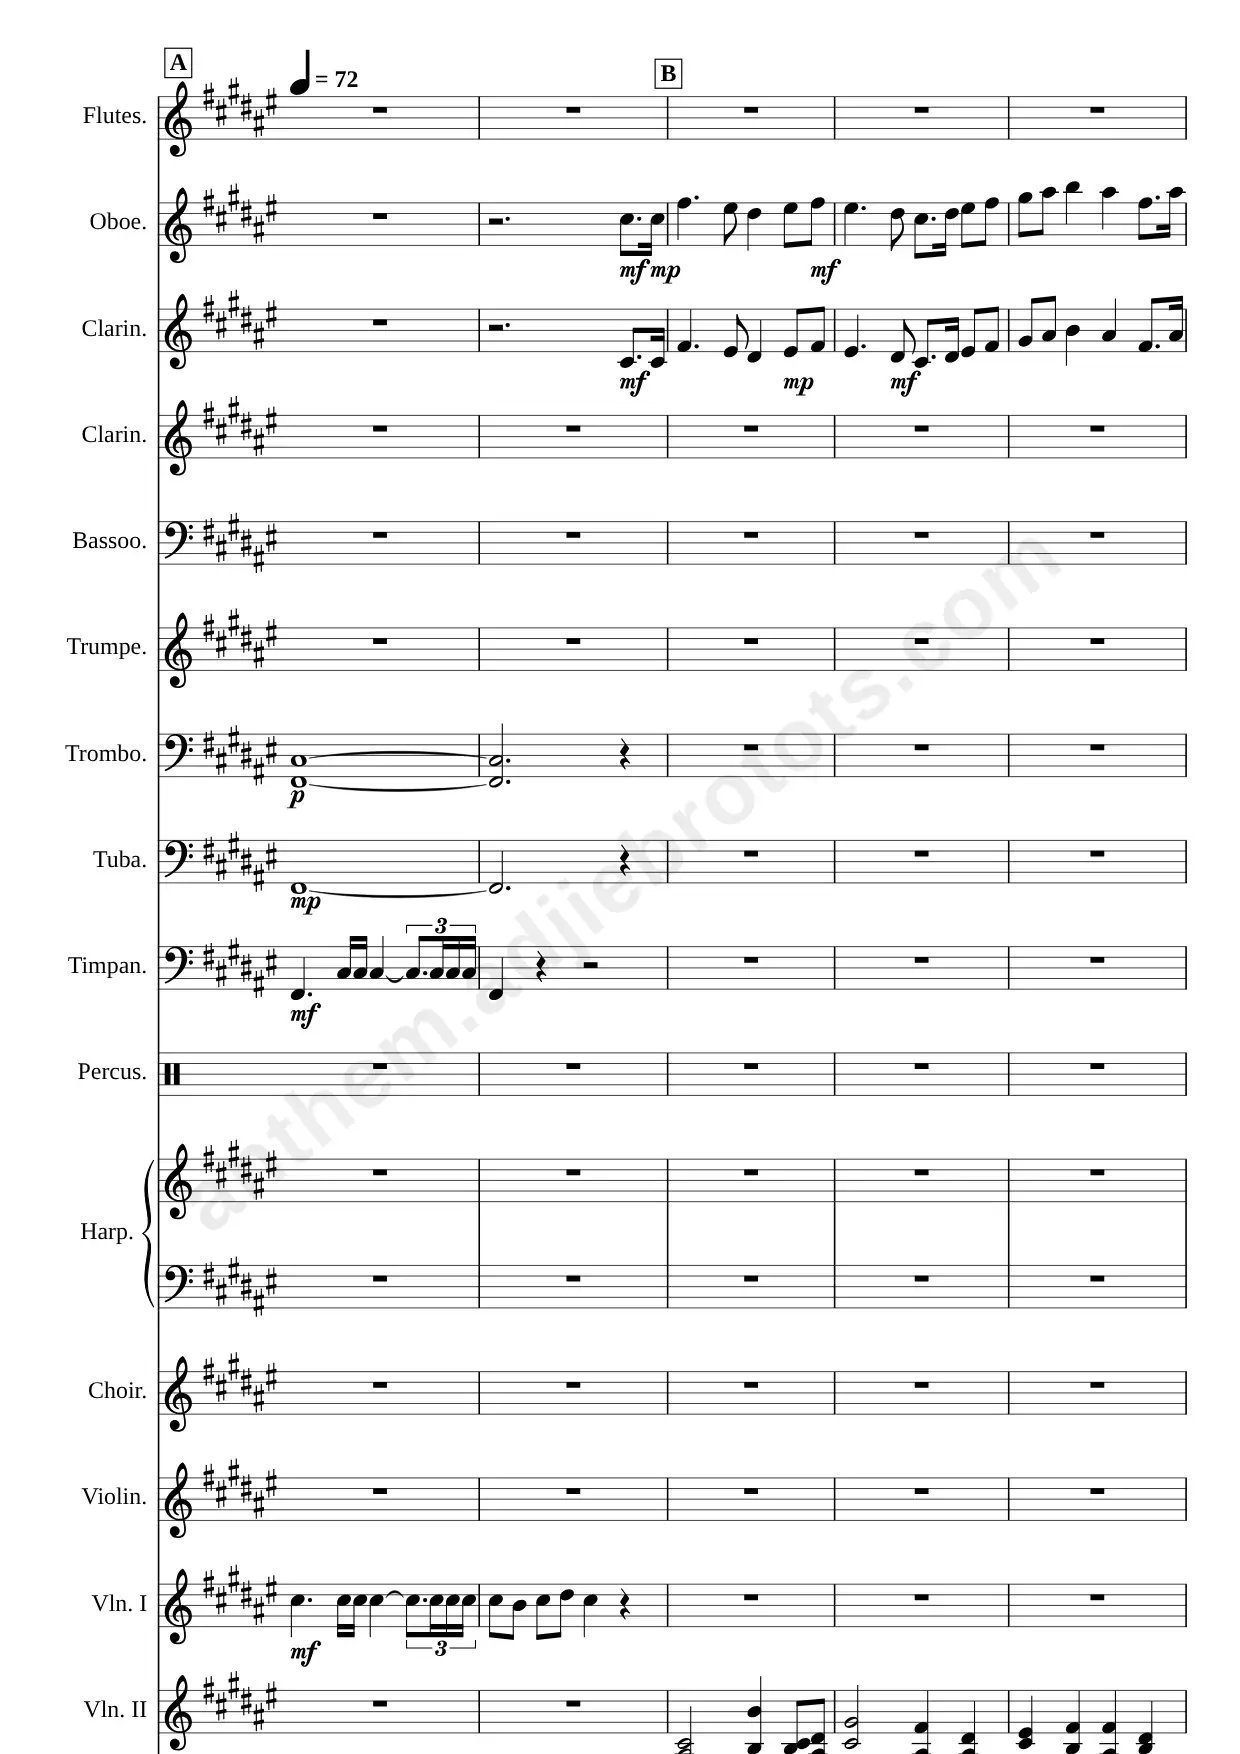 A
= 72
B
Flutes.
Oboe.
mf mp mf
Clarin.
mf mp mf
Clarin.
Bassoo.
Trumpe.
Trombo.
p
Tuba.
mp
3
Timpan.
mf
Percus.
Harp.
Choir.
Violin.
Vln. I
3
mf
Vln. II
anthem.adjiebrotots.com